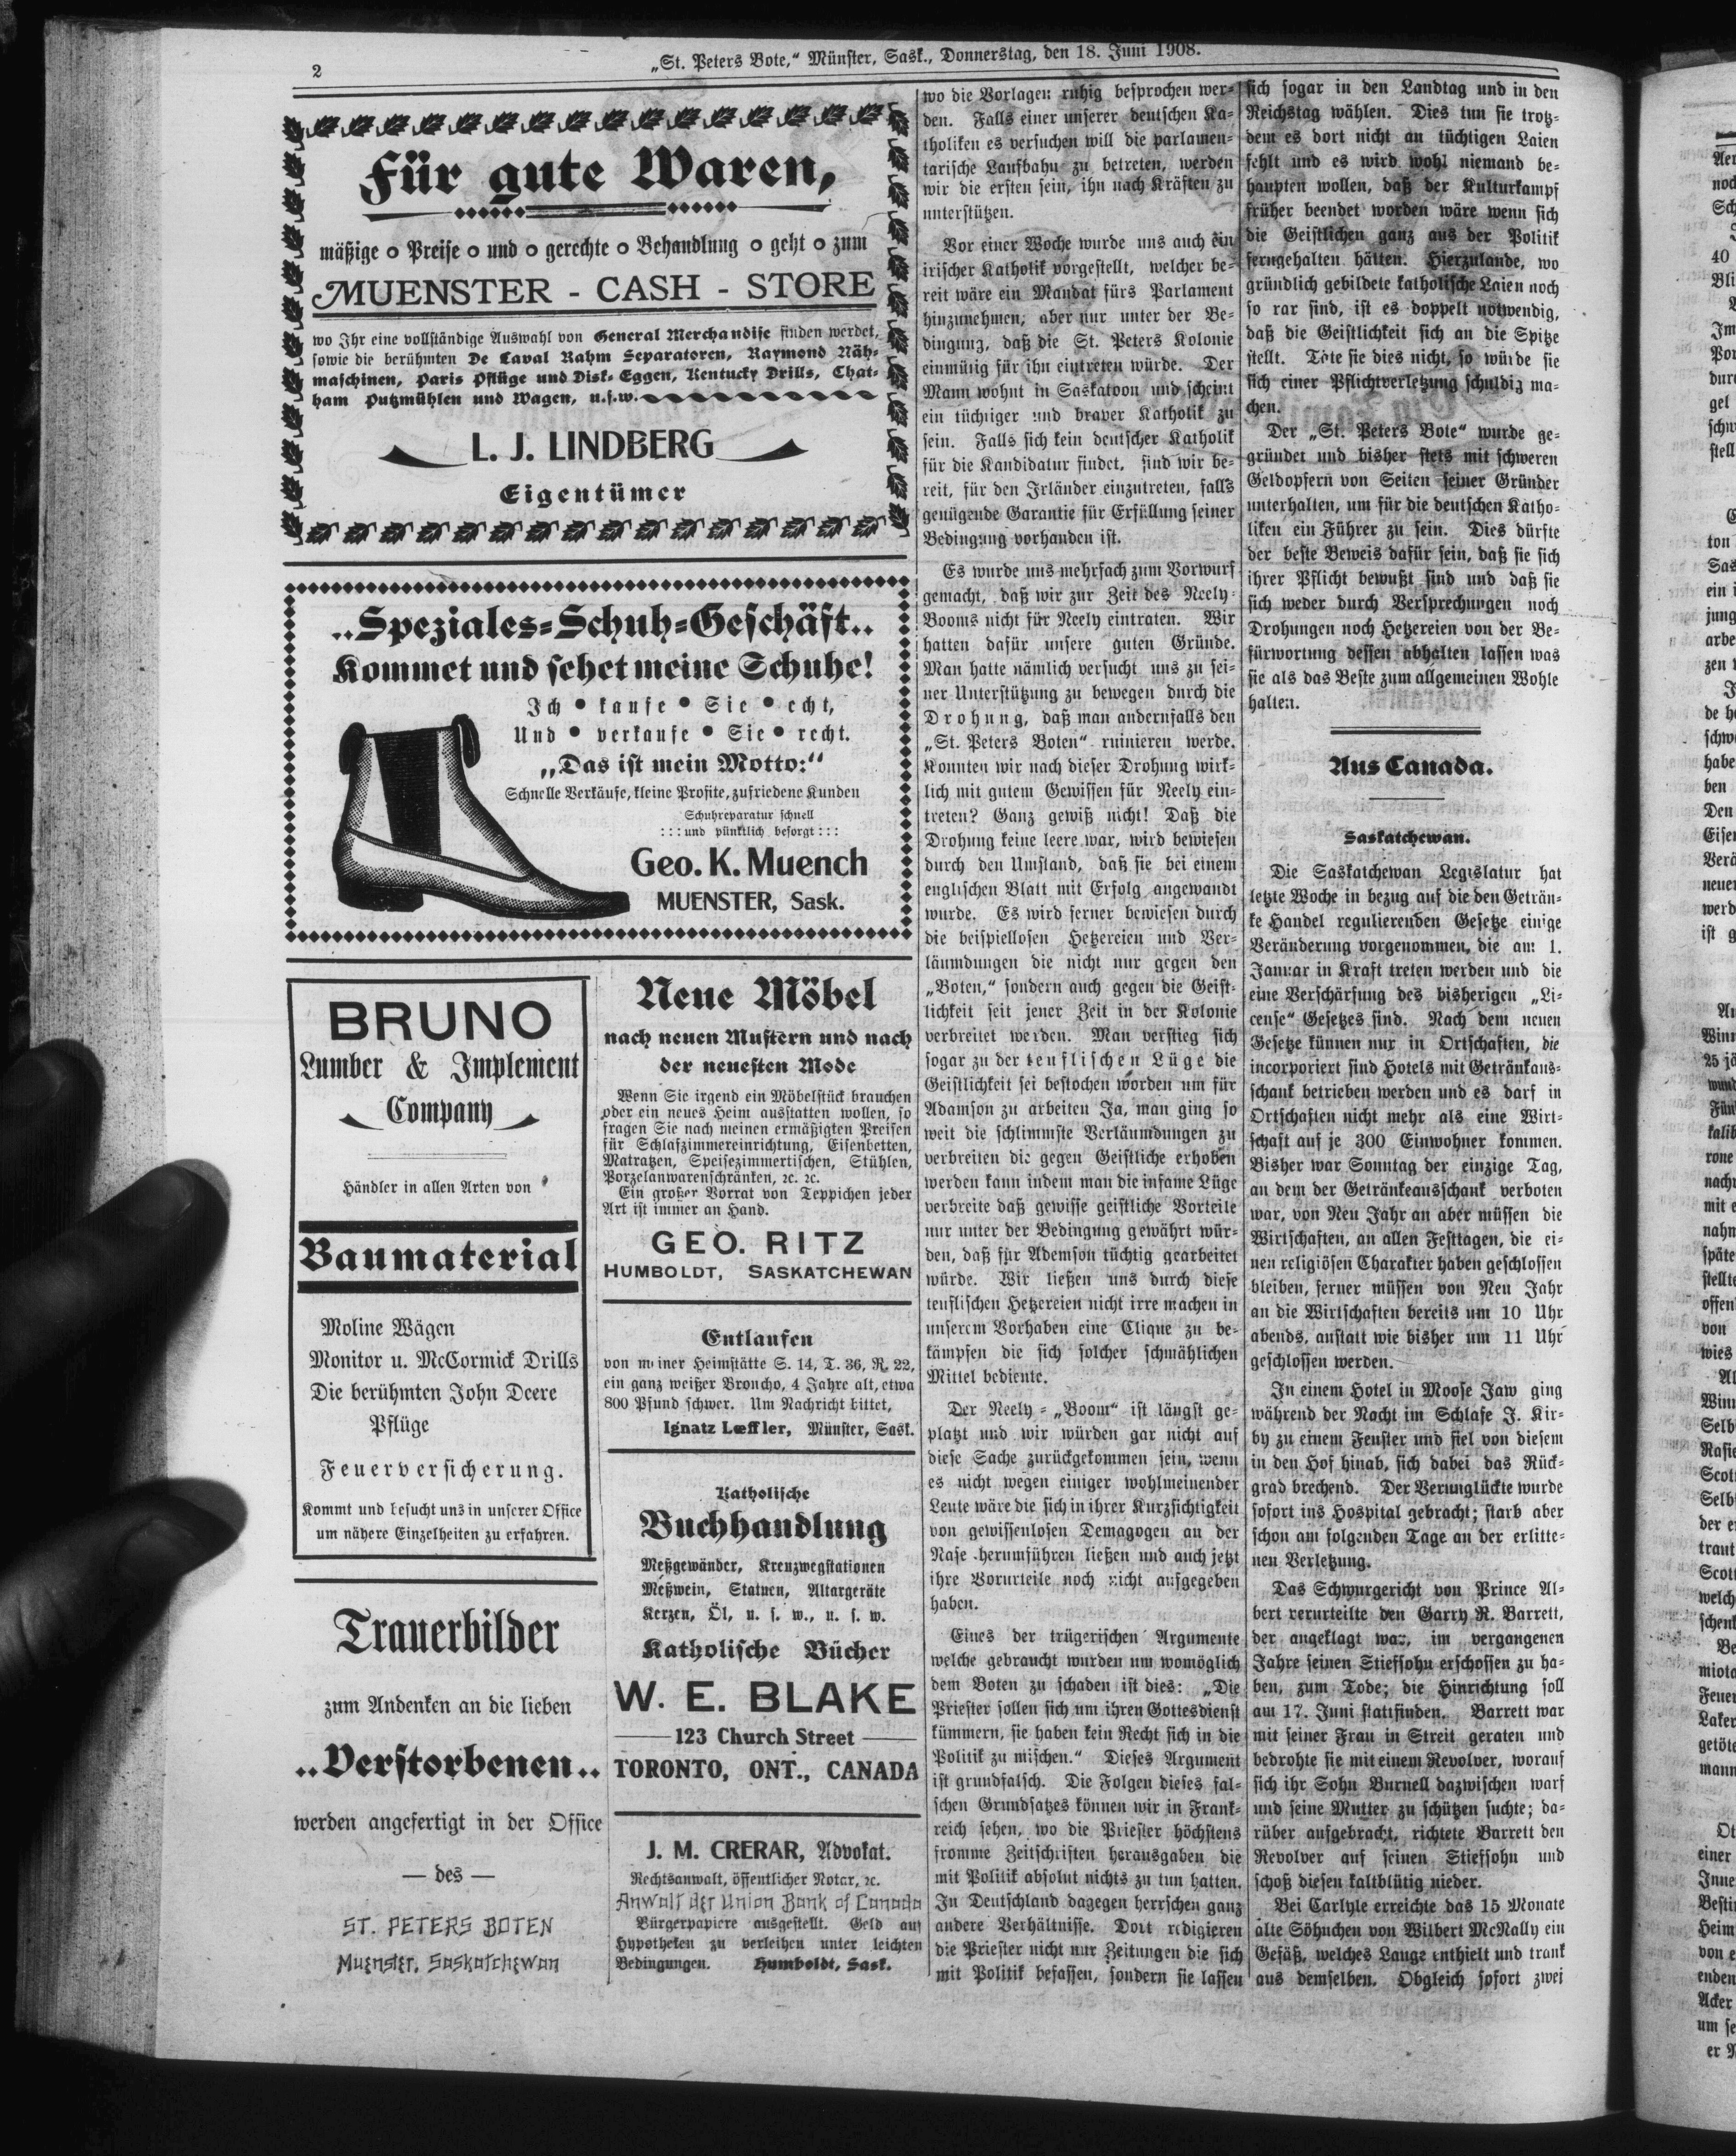 2
„St. Peters Bote,“ Münster, Sask., Donnerstag, den 18. Juni 1908.
Für gute Waren,
mäßige o Preise o und o gerechte o Behandlung o geht o zum
MUENSTER - CASH - STORE
wo Ihr eine vollständige Auswahl von General Merchandise finden werdet,
sowie die berühmten De Laval Rahm Separatoren, Raymond Näh-
maschinen, Paris Pflüge und Disk-Eggen, Kentucky Drills, Chat-
ham Putzmühlen und Wagen, u.s.w.
L. J. LINDBERG
Eigentümer
..Speziales-Schuh-Geschäft..
Kommet und sehet meine Schuhe!
Ich • kaufe • Sie • echt,
Und • verkaufe • Sie • recht.
„Das ist mein Motto:“
Schnelle Verkäufe, kleine Profite, zufriedene Kunden
Schuhreparatur schnell
:::und pünktlich besorgt:::
Geo. K. Muench
MUENSTER, Sask.
BRUNO
Lumber & Implement
Company
Händler in allen Arten von
Baumaterial
Moline Wägen
Monitor u. McCormick Drills
Die berühmten John Deere
Pflüge
Feuerversicherung.
Kommt und besucht uns in unserer Office
um nähere Einzelheiten zu erfahren.
Trauerbilder
zum Andenken an die lieben
..Verstorbenen..
werden angefertigt in der Office
— des —
ST. PETERS BOTEN
Muenster, Saskatchewan
Neue Möbel
nach neuen Mustern und nach
der neuesten Mode
Wenn Sie irgend ein Möbelstück brauchen
oder ein neues Heim ausstatten wollen, so
fragen Sie nach meinen ermäßigten Preisen
für Schlafzimmereinrichtung, Eisenbetten,
Matratzen, Speisezimmertischen, Stühlen,
Porzelanwarenschränken, ꝛc. ꝛc.
Ein großer Vorrat von Teppichen jeder
Art ist immer an Hand.
GEO. RITZ
HUMBOLDT, SASKATCHEWAN
Entlaufen
von meiner Heimstätte S. 14, T. 36, R. 22,
ein ganz weißer Broncho, 4 Jahre alt, etwa
800 Pfund schwer. Um Nachricht bittet,
Ignatz Lœffler, Münster, Sask.
Katholische
Buchhandlung
Meßgewänder, Kreuzwegstationen
Meßwein, Statuen, Altargeräte
Kerzen, Öl, u. s. w., u. s. w.
Katholische Bücher
W. E. BLAKE
123 Church Street
TORONTO, ONT., CANADA
J. M. CRERAR, Advokat.
Rechtsanwalt, öffentlicher Notar, ꝛc.
Anwalt der Union Bank of Canada
Bürgerpapiere ausgestellt. Geld auf
Hypotheken zu verleihen unter leichten
Bedingungen. Humboldt, Sask.
wo die Vorlagen ruhig besprochen wer-
den. Falls einer unserer deutschen Ka-
tholiken es versuchen will die parlamen-
tarische Laufbahn zu betreten, werden
wir die ersten sein, ihn nach Kräften zu
unterstützen.
Vor einer Woche wurde uns auch ein
irischer Katholik vorgestellt, welcher be-
reit wäre ein Mandat fürs Parlament
hinzunehmen; aber nur unter der Be-
dingung, daß die St. Peters Kolonie
einmütig für ihn eintreten würde. Der
Mann wohnt in Saskatoon und scheint
ein tüchtiger und braver Katholik zu
sein. Falls sich kein deutscher Katholik
für die Kandidatur findet, sind wir be-
reit, für den Irländer einzutreten, falls
genügende Garantie für Erfüllung seiner
Bedingung vorhanden ist.
Es wurde uns mehrfach zum Vorwurf
gemacht, daß wir zur Zeit des Neely-
Booms nicht für Neely eintraten. Wir
hatten dafür unsere guten Gründe.
Man hatte nämlich versucht uns zu sei-
ner Unterstützung zu bewegen durch die
Drohung, daß man andernfalls den
„St. Peters Boten“ ruinieren werde.
Konnten wir nach dieser Drohung wirk-
lich mit gutem Gewissen für Neely ein-
treten? Ganz gewiß nicht! Daß die
Drohung keine leere war, wird bewiesen
durch den Umstand, daß sie bei einem
englischen Blatt mit Erfolg angewandt
wurde. Es wird ferner bewiesen durch
die beispiellosen Hetzereien und Ver-
läumdungen die nicht nur gegen den
„Boten,“ sondern auch gegen die Geist-
lichkeit seit jener Zeit in der Kolonie
verbreitet werden. Man verstieg sich
sogar zu der teuflischen Lüge die
Geistlichkeit sei bestochen worden um für
Adamson zu arbeiten Ja, man ging so
weit die schlimmste Verläumdungen zu
verbreiten die gegen Geistliche erhoben
werden kann indem man die infame Lüge
verbreite daß gewisse geistliche Vorteile
nur unter der Bedingung gewährt wür-
den, daß für Ademson tüchtig gearbeitet
würde. Wir ließen uns durch diese
teuflischen Hetzereien nicht irre machen in
unserem Vorhaben eine Clique zu be-
kämpfen die sich solcher schmählichen
Mittel bediente.
Der Neely-„Boom“ ist längst ge-
platzt und wir würden gar nicht auf
diese Sache zurückgekommen sein, wenn
es nicht wegen einiger wohlmeinender
Leute wäre die sich in ihrer Kurzsichtigkeit
von gewissenlosen Demagogen an der
Nase herumführen ließen und auch jetzt
ihre Vorurteile noch nicht aufgegeben
haben.
Eines der trügerischen Argumente
welche gebraucht wurden um womöglich
dem Boten zu schaden ist dies: „Die
Priester sollen sich um ihren Gottesdienst
kümmern, sie haben kein Recht sich in die
Politik zu mischen.“ Dieses Argument
ist grundfalsch. Die Folgen dieses fal-
schen Grundsatzes können wir in Frank-
reich sehen, wo die Priester höchstens
fromme Zeitschriften herausgaben die
mit Politik absolut nichts zu tun hatten.
In Deutschland dagegen herrschen ganz
andere Verhältnisse. Dort redigieren
die Priester nicht nur Zeitungen die sich
mit Politik befassen, sondern sie lassen
sich sogar in den Landtag und in den
Reichstag wählen. Dies tun sie trotz-
dem es dort nicht an tüchtigen Laien
fehlt und es wird wohl niemand be-
haupten wollen, daß der Kulturkampf
früher beendet worden wäre wenn sich
die Geistlichen ganz aus der Politik
ferngehalten hätten. Hierzulande, wo
gründlich gebildete katholische Laien noch
so rar sind, ist es doppelt notwendig,
daß die Geistlichkeit sich an die Spitze
stellt. Täte sie dies nicht, so würde sie
sich einer Pflichtverletzung schuldig ma-
chen.
Der „St. Peters Bote“ wurde ge-
gründet und bisher stets mit schweren
Geldopfern von Seiten seiner Gründer
unterhalten, um für die deutschen Katho-
liken ein Führer zu sein. Dies dürfte
der beste Beweis dafür sein, daß sie sich
ihrer Pflicht bewußt sind und daß sie
sich weder durch Versprechungen noch
Drohungen noch Hetzereien von der Be-
fürwortung dessen abhalten lassen was
sie als das Beste zum allgemeinen Wohle
halten.
Aus Canada.
Saskatchewan.
Die Saskatchewan Legislatur hat
letzte Woche in bezug auf die den Geträn-
ke Handel regulierenden Gesetze einige
Veränderung vorgenommen, die am 1.
Januar in Kraft treten werden und die
eine Verschärfung des bisherigen „Li-
cense“ Gesetzes sind. Nach dem neuen
Gesetze können nur in Ortschaften, die
incorporiert sind Hotels mit Getränkaus-
schank betrieben werden und es darf in
Ortschaften nicht mehr als eine Wirt-
schaft auf je 300 Einwohner kommen.
Bisher war Sonntag der einzige Tag,
an dem der Getränkeausschank verboten
war, von Neu Jahr an aber müssen die
Wirtschaften, an allen Festtagen, die ei-
nen religiösen Charakter haben geschlossen
bleiben, ferner müssen von Neu Jahr
an die Wirtschaften bereits um 10 Uhr
abends, anstatt wie bisher um 11 Uhr
geschlossen werden.
In einem Hotel in Moose Jaw ging
während der Nacht im Schlafe J. Kir-
by zu einem Fenster und fiel von diesem
in den Hof hinab, sich dabei das Rück-
grad brechend. Der Verunglückte wurde
sofort ins Hospital gebracht; starb aber
schon am folgenden Tage an der erlitte-
nen Verletzung.
Das Schwurgericht von Prince Al-
bert verurteilte den Garry R. Barrett,
der angeklagt war, im vergangenen
Jahre seinen Stiefsohn erschossen zu ha-
ben, zum Tode; die Hinrichtung soll
am 17. Juni stattfinden. Barrett war
mit seiner Frau in Streit geraten und
bedrohte sie mit einem Revolver, worauf
sich ihr Sohn Burnell dazwischen warf
und seine Mutter zu schützen suchte; da-
rüber aufgebracht, richtete Barrett den
Revolver auf seinen Stiefsohn und
schoß diesen kaltblütig nieder.
Bei Carlyle erreichte das 15 Monate
alte Söhnchen von Wilbert McNally ein
Gefäß, welches Lauge enthielt und trank
aus demselben. Obgleich sofort zwei